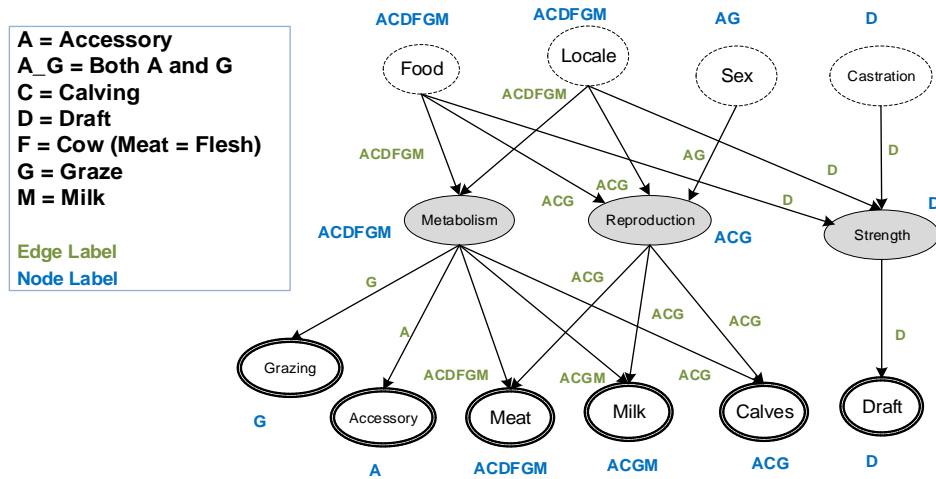 ACDFGM
ACDFGM
AG
D
A = Accessory
A_G = Both A and G
C = Calving
D = Draft
F = Cow (Meat = Flesh)
G = Graze
M = Milk
Edge Label
Node Label
Food
Locale
Sex
Castration
ACDFGM
ACDFGM
AG
D
D
ACG
ACG
D
D
Metabolism
Reproduction
Strength
ACDFGM
ACG
G
ACG
A
ACG
ACG
D
ACDFGM
ACGM
ACG
Grazing
Accessory
Meat
Milk
Calves
Draft
G
A
ACDFGM
ACGM
ACG
D